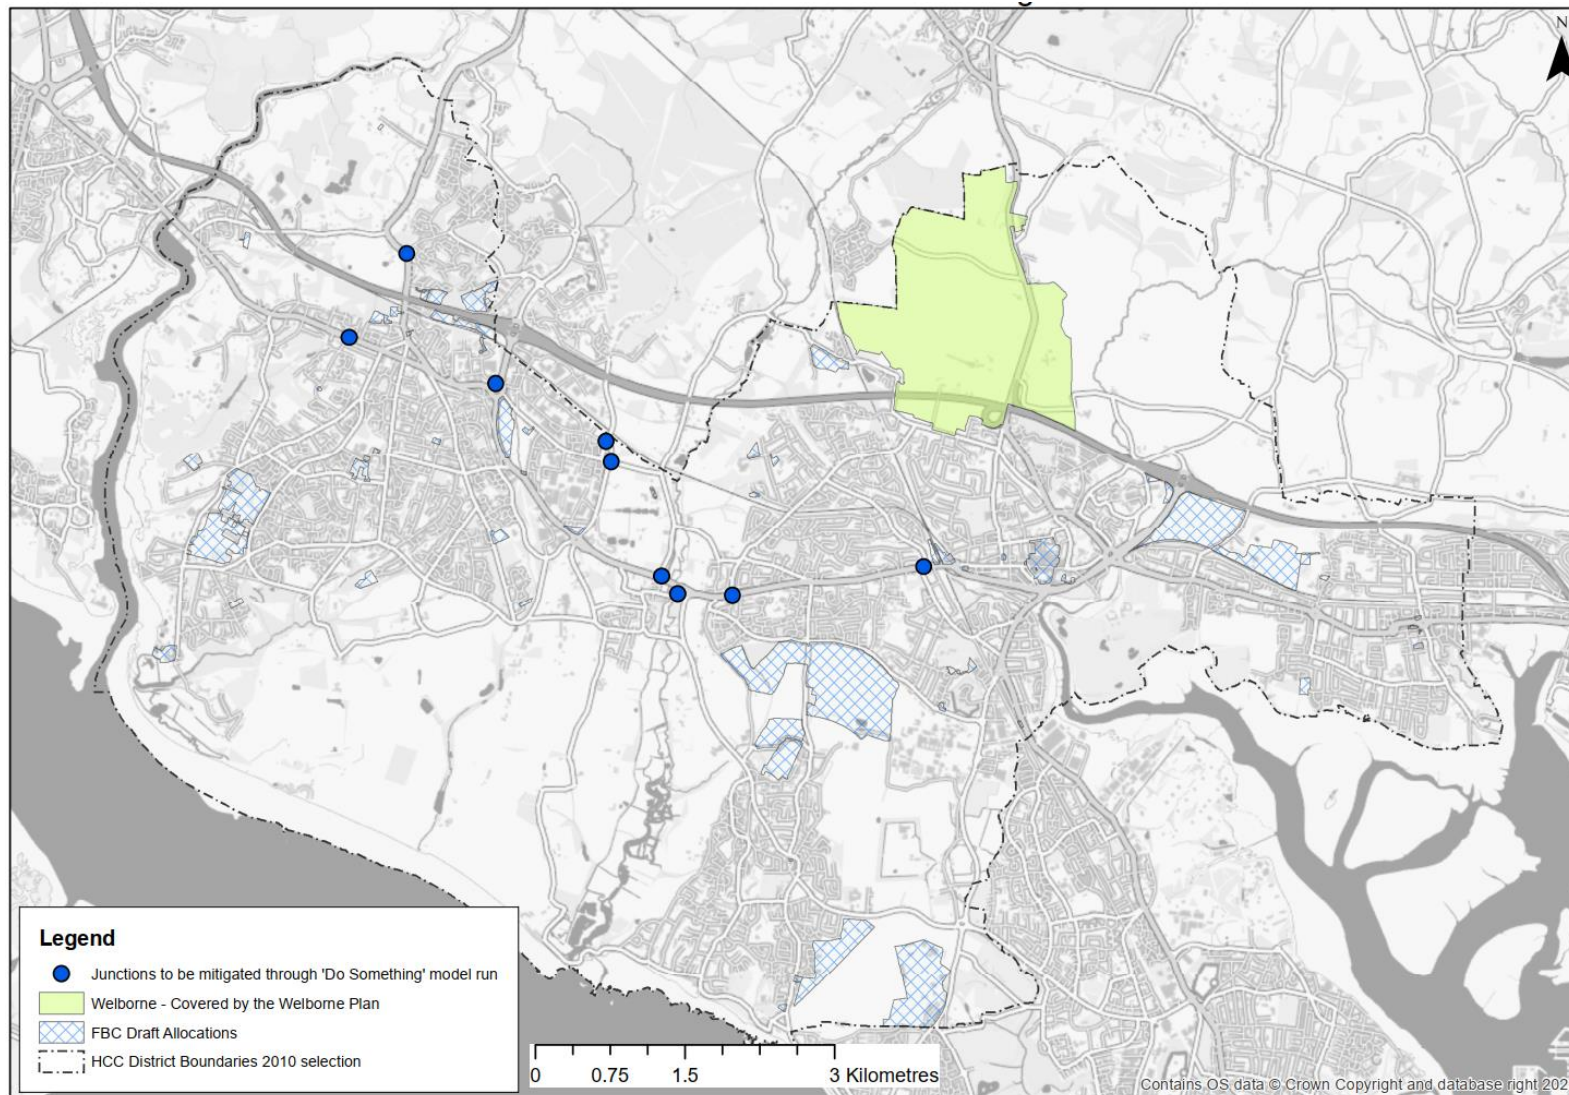 N
Legend
Junctions to be mitigated through 'Do Something' model run
Welborne - Covered by the Welborne Plan
FBC Draft Allocations
HCC District Boundaries 2010 selection
0 0.75 1.5 3 Kilometres
Contains OS data © Crown Copyright and database right 202